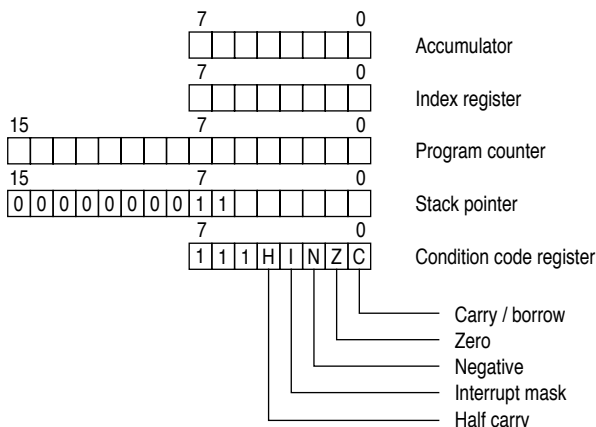 7 0
Accumulator
7 0
Index register
15 7 0
Program counter
15 7 0
0 0 0 0 0 0 0 0 1 1 Stack pointer
7 0
1 1 1 H I N Z C Condition code register
Carry / borrow
Zero
Negative
Interrupt mask
Half carry